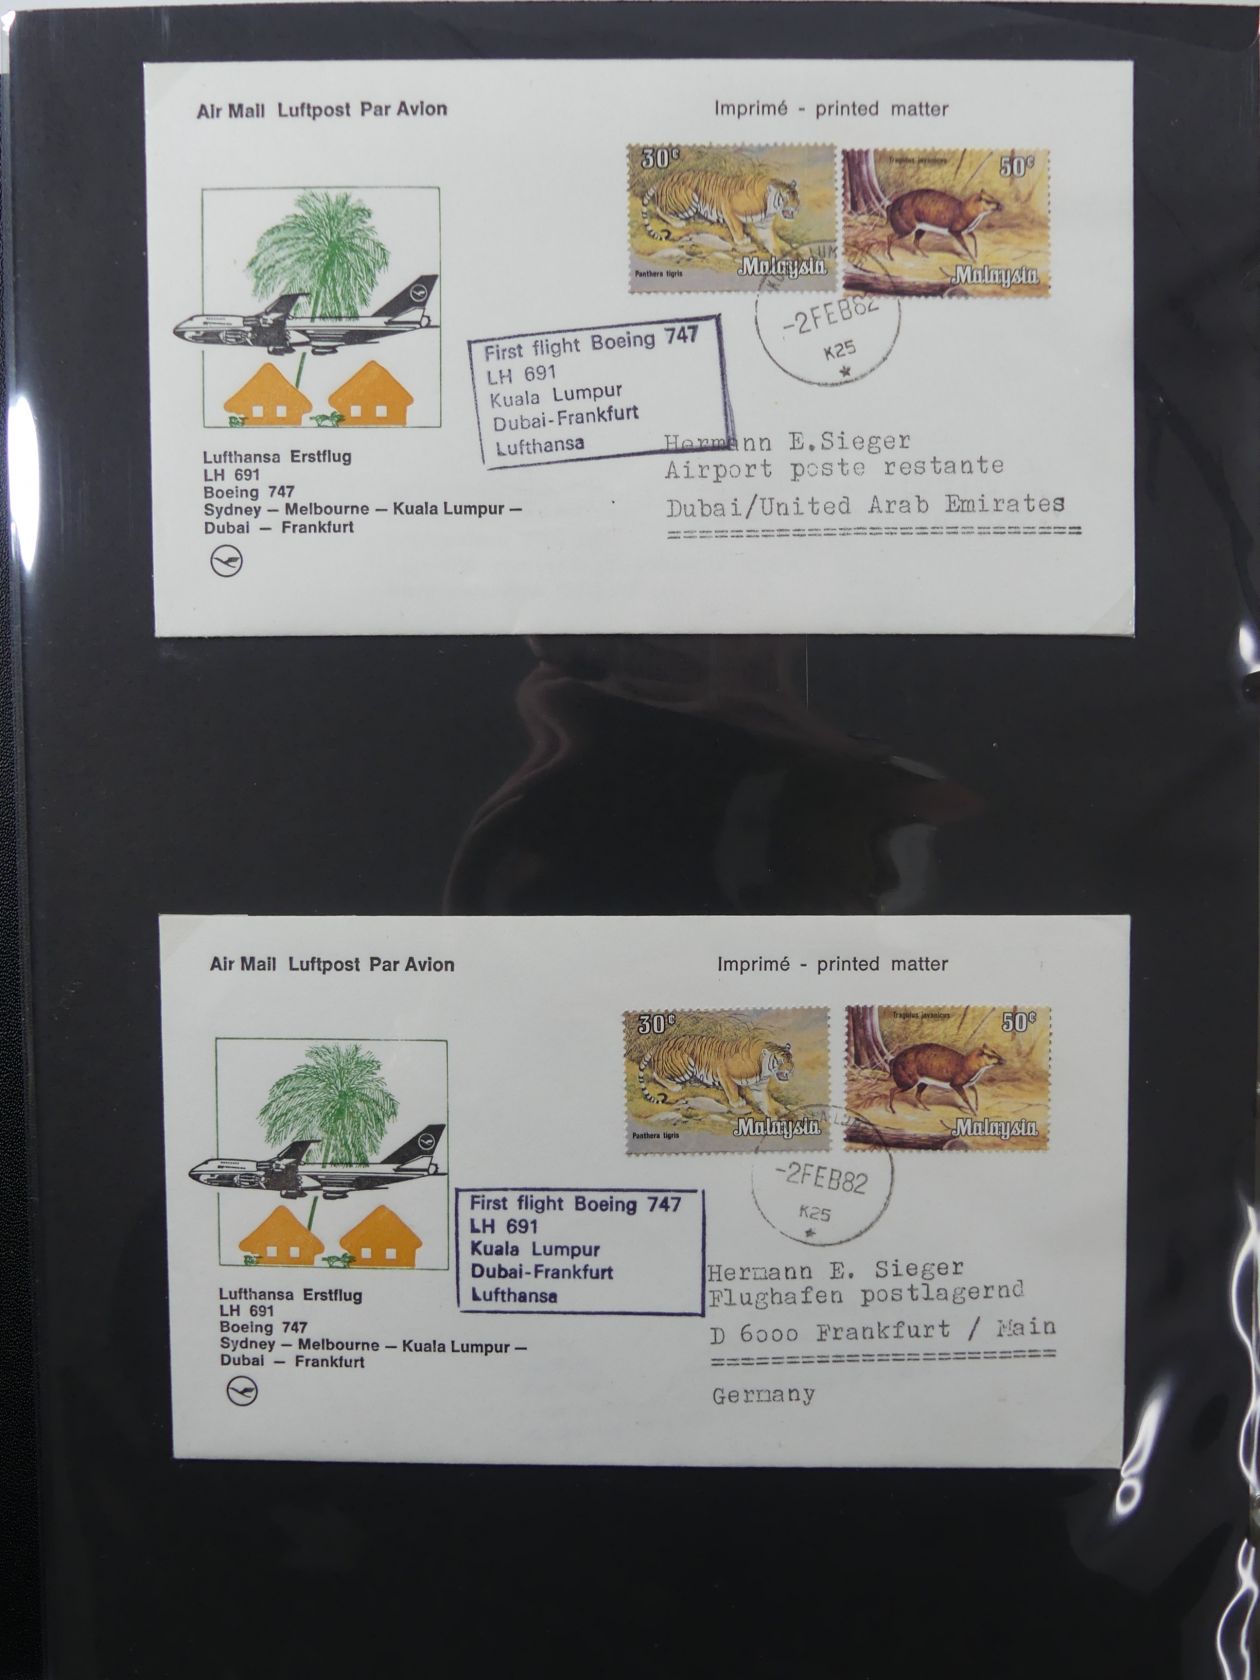 Air Mail Luftpost Par Avion
Imprimé - printed matter
30¢
Panthera tigris
Malaysia
Tragulus javanicus
50¢
Malaysia
-2FEB82
K25
First flight Boeing 747
LH 691
Kuala Lumpur
Dubai-Frankfurt
Lufthansa
Hermann E.Sieger
Airport poste restante
Dubai/United Arab Emirates
Lufthansa Erstflug
LH 691
Boeing 747
Sydney – Melbourne – Kuala Lumpur –
Dubai – Frankfurt
Air Mail Luftpost Par Avion
Imprimé - printed matter
30¢
Panthera tigris
Malaysia
Tragulus javanicus
50¢
Malaysia
-2FEB82
K25
First flight Boeing 747
LH 691
Kuala Lumpur
Dubai-Frankfurt
Lufthansa
Hermann E. Sieger
Flughafen postlagernd
D 6000 Frankfurt / Main
Germany
Lufthansa Erstflug
LH 691
Boeing 747
Sydney – Melbourne – Kuala Lumpur –
Dubai – Frankfurt